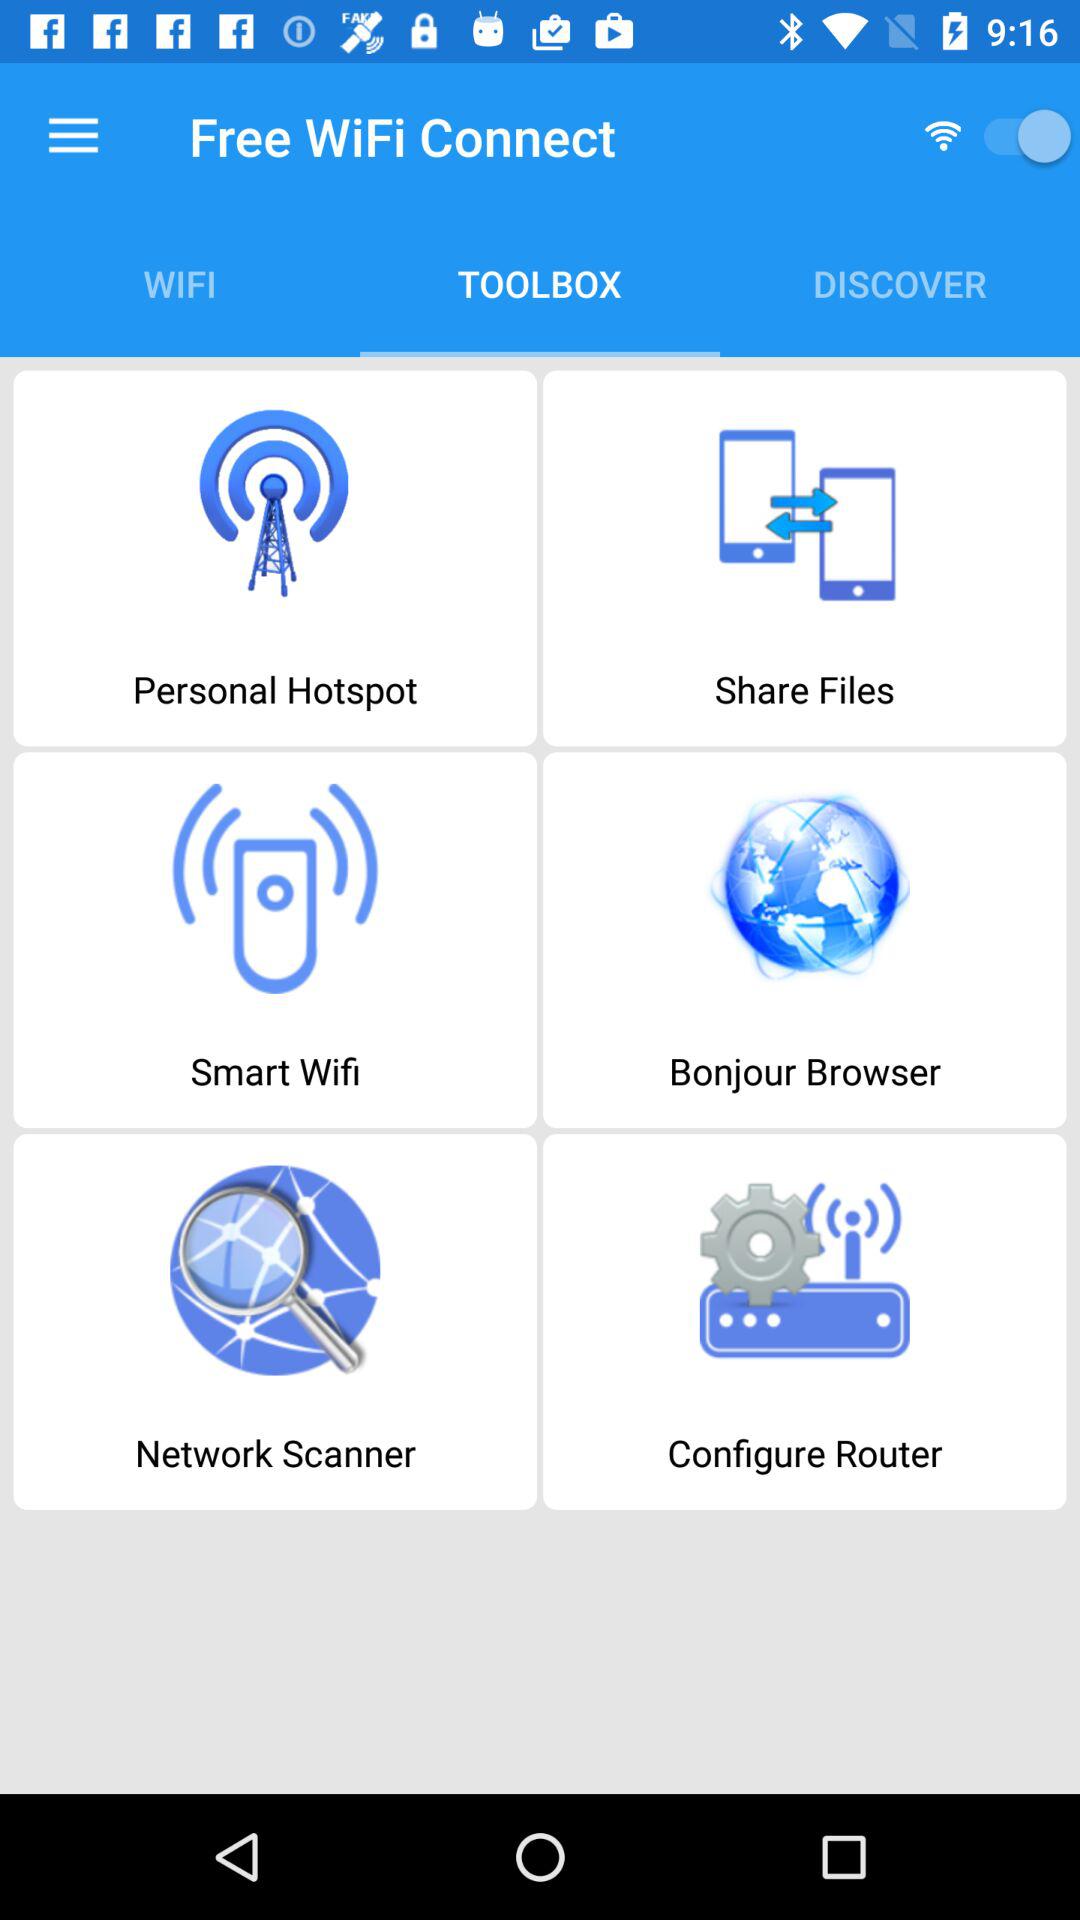 FAKE
9:16
Free WiFi Connect
WIFI
TOOLBOX
DISCOVER
Personal Hotspot
Share Files
Smart Wifi
Bonjour Browser
Network Scanner
Configure Router